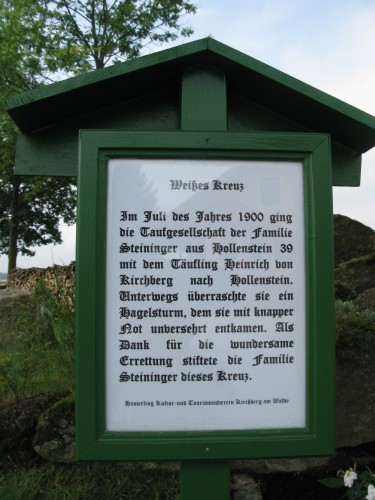 Weißes Kreuz
Im Juli des Jahres 1900 ging
die Taufgesellschaft der Familie
Steininger aus Hollenstein 39
mit dem Täufling Heinrich von
Kirchberg nach Hollenstein.
Unterwegs überraschte sie ein
Hagelsturm, dem sie mit knapper
Not unversehrt entkamen. Als
Dank für die wundersame
Errettung stiftete die Familie
Steininger dieses Kreuz.
Hamerling Kultur-und Tourismusverein Kirchberg am Walde